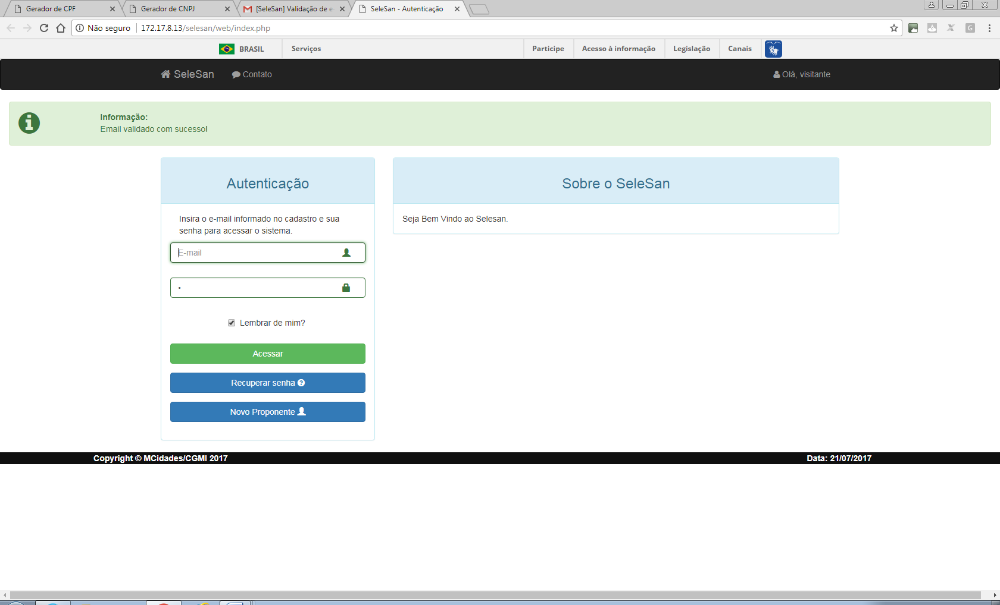 Gerador de CPF
Gerador de CNPJ
[SeleSan] Validação de e
SeleSan - Autenticação
Não seguro
172.17.8.13/selesan/web/index.php
BRASIL
Serviços
Participe
Acesso à informação
Legislação
Canais
SeleSan
Contato
Olá, visitante
Informação:
Email validado com sucesso!
Autenticação
Insira o e-mail informado no cadastro e sua
senha para acessar o sistema.
E-mail
Lembrar de mim?
Acessar
Recuperar senha
Novo Proponente
Sobre o SeleSan
Seja Bem Vindo ao Selesan.
Copyright © MCidades/CGMI 2017
Data: 21/07/2017